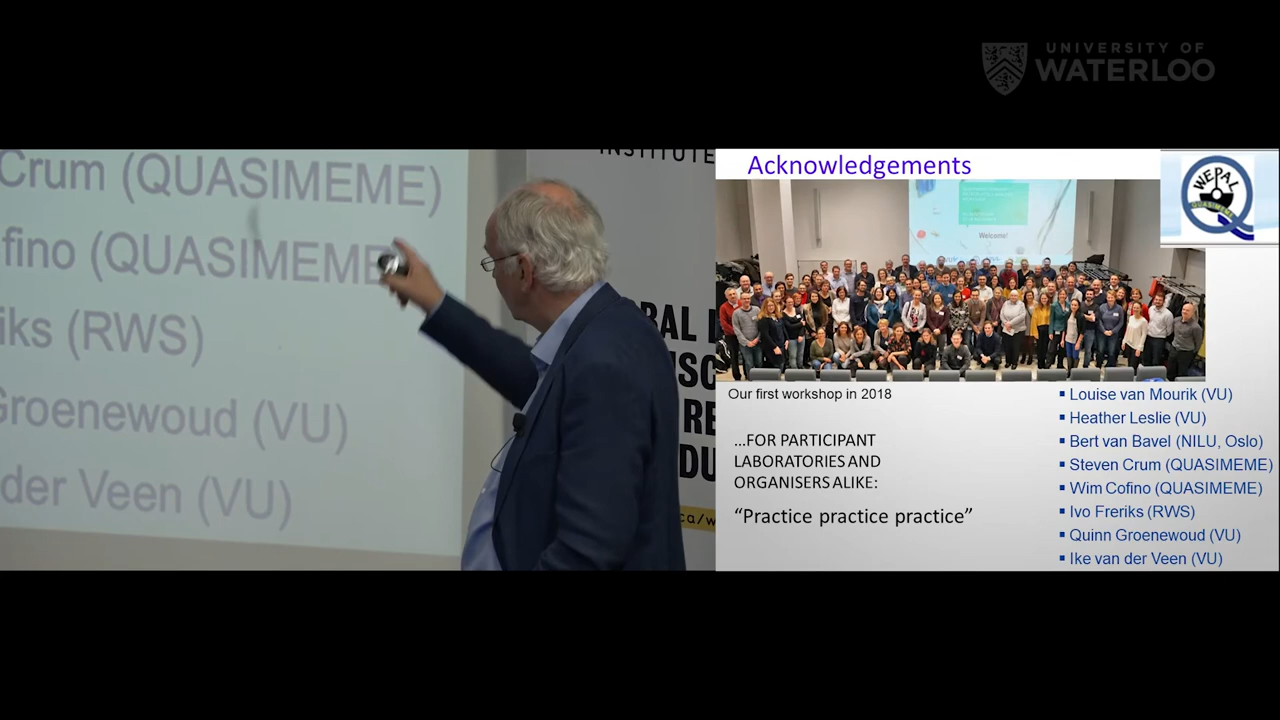 UNIVERSITY OF
WATERLOO
Crum (QUASIMEME)
fino (QUASIMEME
iks (RWS)
Groenewoud (VU)
der Veen (VU)
INSTITUTE
Acknowledgements
WEPAL
QUASIMEME
Welcome!
Our first workshop in 2018
...FOR PARTICIPANT
LABORATORIES AND
ORGANISERS ALIKE:
“Practice practice practice”
▪ Louise van Mourik (VU)
▪ Heather Leslie (VU)
▪ Bert van Bavel (NILU, Oslo)
▪ Steven Crum (QUASIMEME)
▪ Wim Cofino (QUASIMEME)
▪ Ivo Freriks (RWS)
▪ Quinn Groenewoud (VU)
▪ Ike van der Veen (VU)